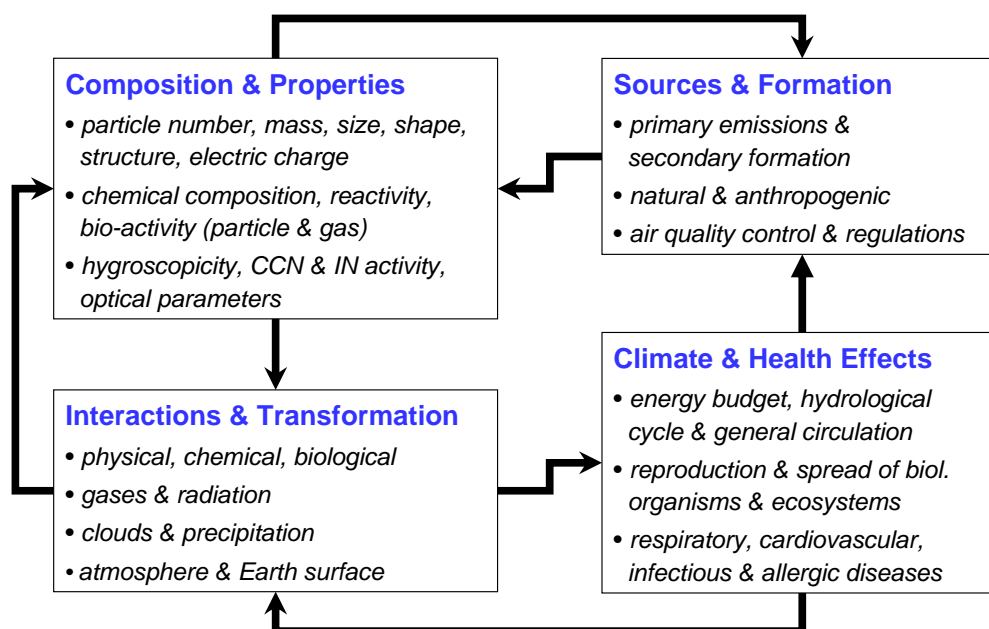 Composition & Properties
• particle number, mass, size, shape,
structure, electric charge
• chemical composition, reactivity,
bio-activity (particle & gas)
• hygroscopicity, CCN & IN activity,
optical parameters
Sources & Formation
• primary emissions &
secondary formation
• natural & anthropogenic
• air quality control & regulations
Interactions & Transformation
• physical, chemical, biological
• gases & radiation
• clouds & precipitation
• atmosphere & Earth surface
Climate & Health Effects
• energy budget, hydrological
cycle & general circulation
• reproduction & spread of biol.
organisms & ecosystems
• respiratory, cardiovascular,
infectious & allergic diseases